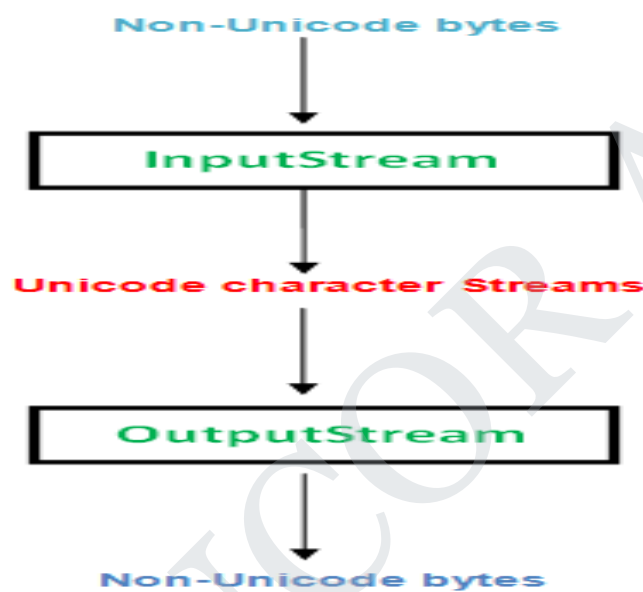 Non-Unicode bytes
InputStream
Unicode character Streams
OutputStream
Non-Unicode bytes